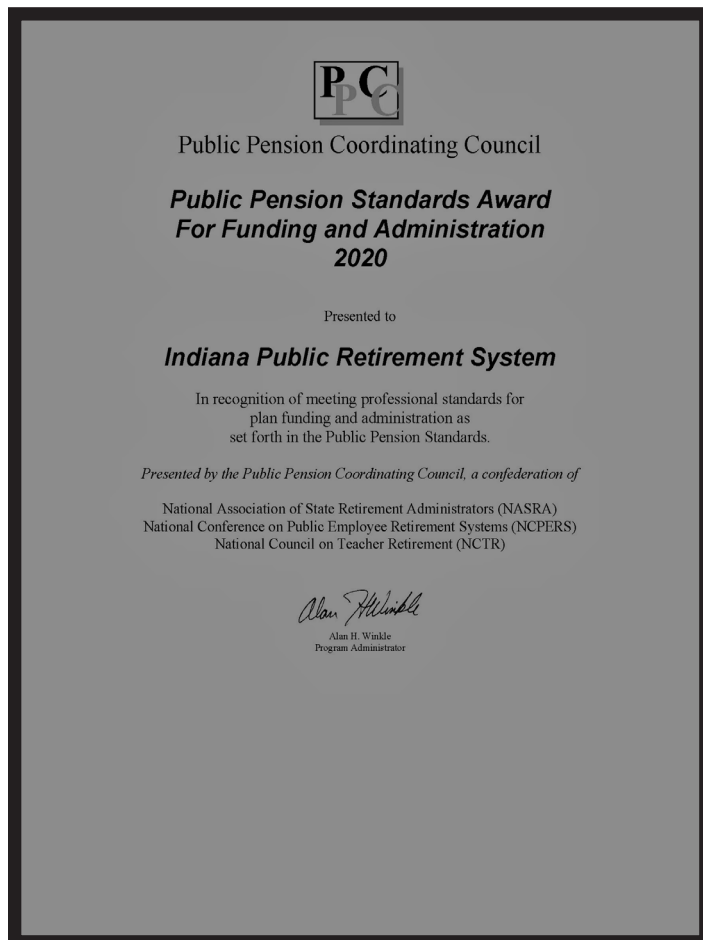 PPCC
Public Pension Coordinating Council
Public Pension Standards Award
For Funding and Administration
2020
Presented to
Indiana Public Retirement System
In recognition of meeting professional standards for
plan funding and administration as
set forth in the Public Pension Standards.
Presented by the Public Pension Coordinating Council, a confederation of
National Association of State Retirement Administrators (NASRA)
National Conference on Public Employee Retirement Systems (NCPERS)
National Council on Teacher Retirement (NCTR)
Alan H Winkle
Alan H. Winkle
Program Administrator